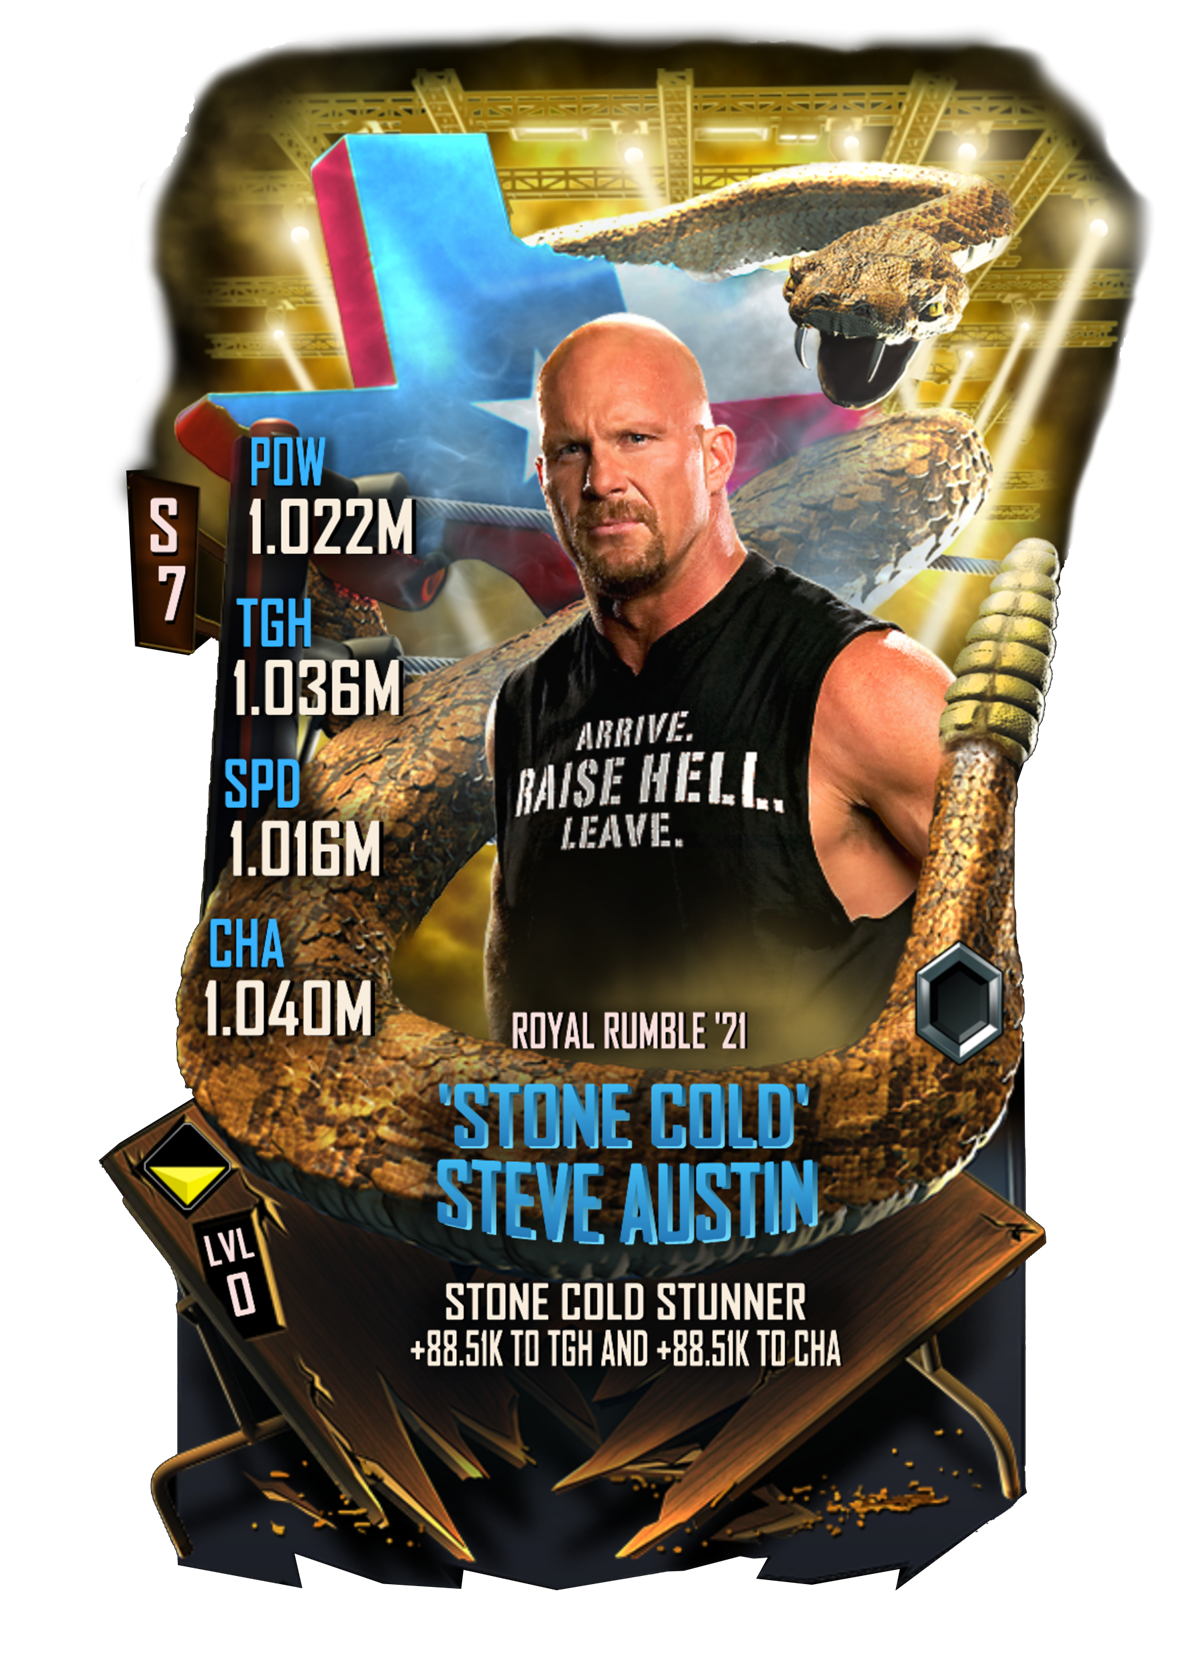 POW
1.022M
S
7
TGH
1.036M
SPD
1.016M
CHA
1.040M
ARRIVE.
RAISE HELL.
LEAVE.
ROYAL RUMBLE '21
'STONE COLD'
STEVE AUSTIN
LVL
0
STONE COLD STUNNER
+88.51K TO TGH AND +88.51K TO CHA